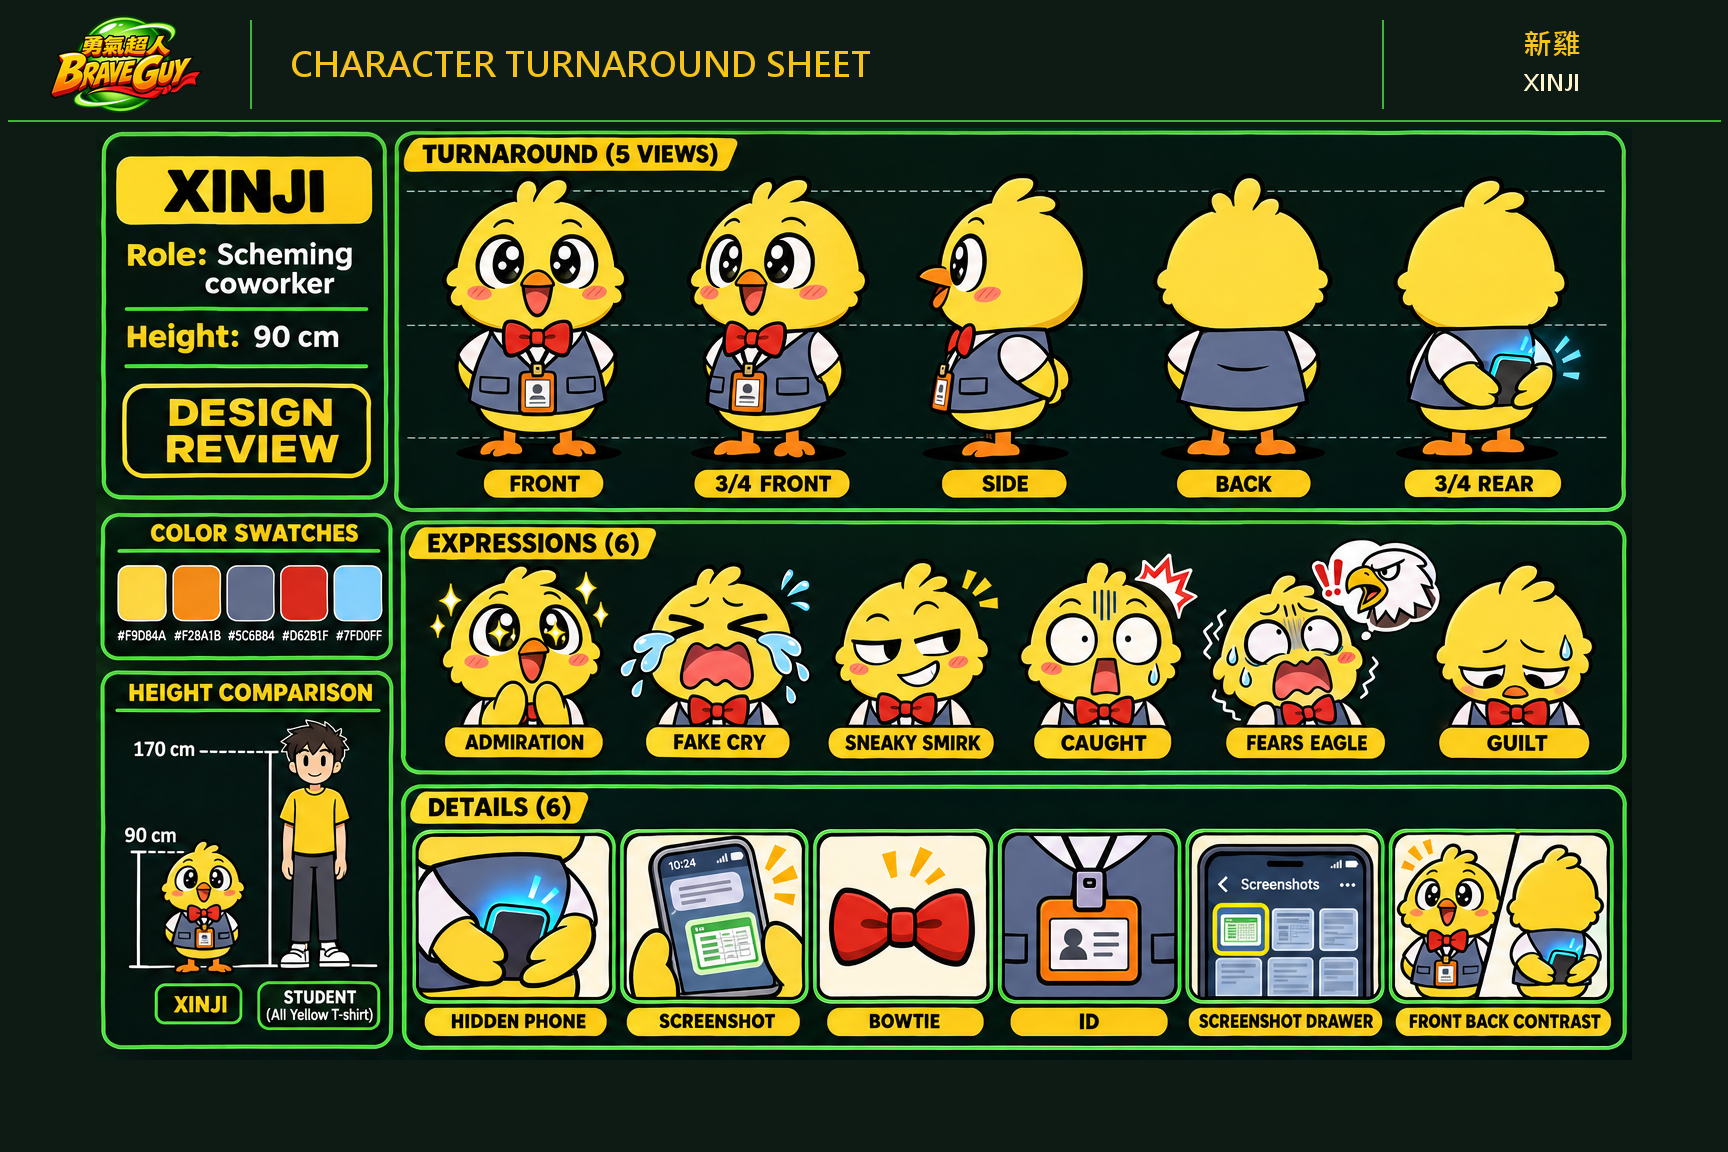 勇氣超人
BRAVEGUY
CHARACTER TURNAROUND SHEET
新雞
XINJI
XINJI
Role: Scheming
coworker
Height: 90 cm
DESIGN
REVIEW
TURNAROUND (5 VIEWS)
FRONT
3/4 FRONT
SIDE
BACK
3/4 REAR
COLOR SWATCHES
#F9D84A #F28A1B #5C6B84 #D62B1F #7FD0FF
EXPRESSIONS (6)
!!
ADMIRATION
FAKE CRY
SNEAKY SMIRK
CAUGHT
FEARS EAGLE
GUILT
HEIGHT COMPARISON
170 cm
90 cm
XINJI
STUDENT
(All Yellow T-shirt)
DETAILS (6)
HIDDEN PHONE
10:24
SCREENSHOT
BOWTIE
ID
Screenshots
SCREENSHOT DRAWER
FRONT BACK CONTRAST